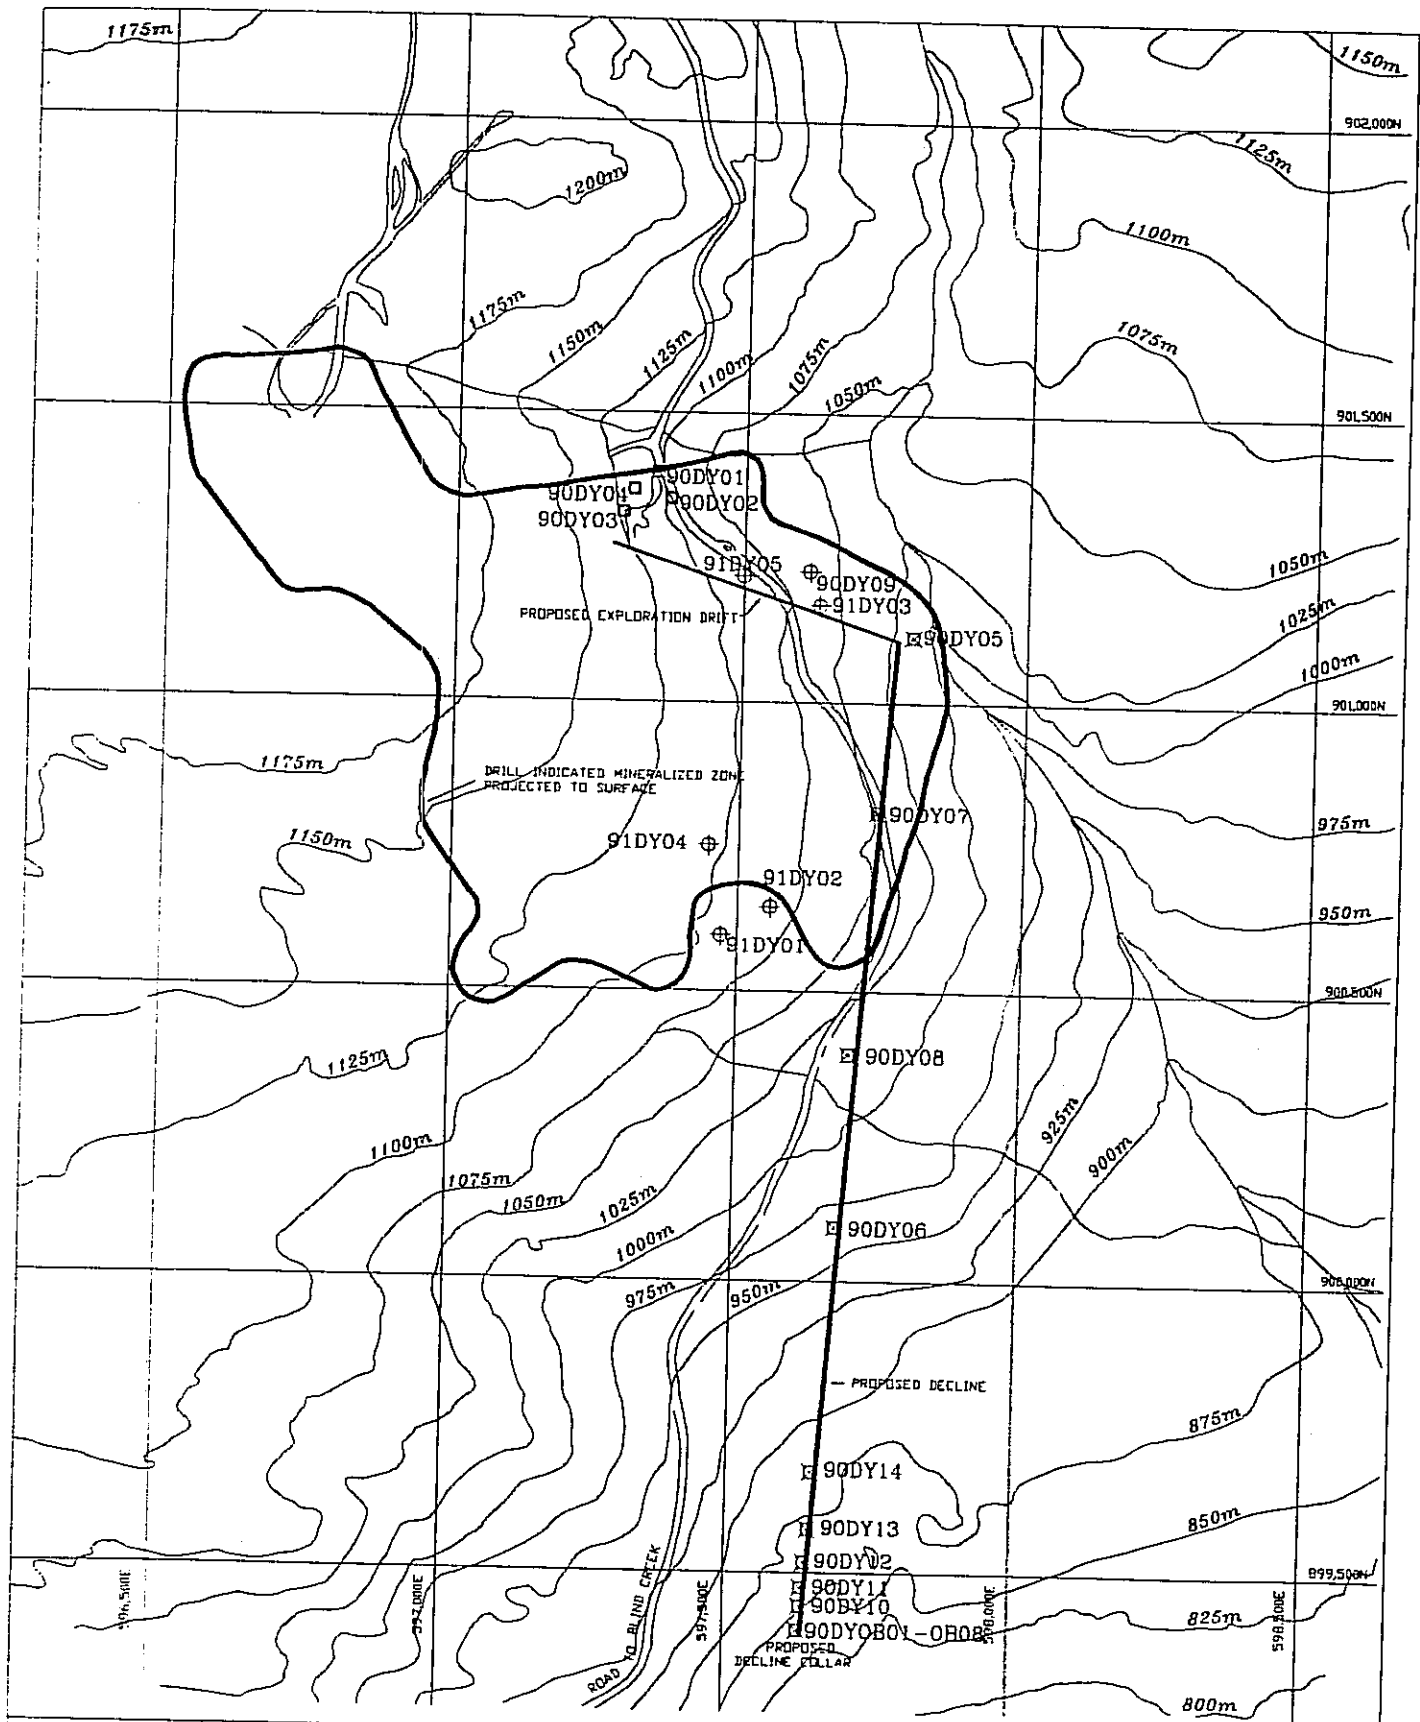 1175m
1150m
902,000N
1125m
1200m
1100m
1175m
1150m
1125m
1100m
1075m
1075m
1050m
901,500N
90DY01
90DY04
90DY02
90DY03
1050m
91DY05
90DY09
91DY03
1025m
PROPOSED EXPLORATION DRIFT
90DY05
1000m
901,000N
1175m
DRILL INDICATED MINERALIZED ZONE
PROJECTED TO SURFACE
90DY07
975m
1150m
91DY04
91DY02
950m
91DY01
900,500N
1125m
90DY08
925m
1100m
900m
1075m
1050m
1025m
1000m
90DY06
975m
950m
PROPOSED DECLINE
875m
90DY14
850m
90DY13
90DY12
899,500N
90DY11
90DY10
596,500E
597,000E
ROAD TO BLIND CREEK
597,500E
598,000E
598,500E
825m
90DYOB01-OB08
PROPOSED
DECLINE COLLAR
800m